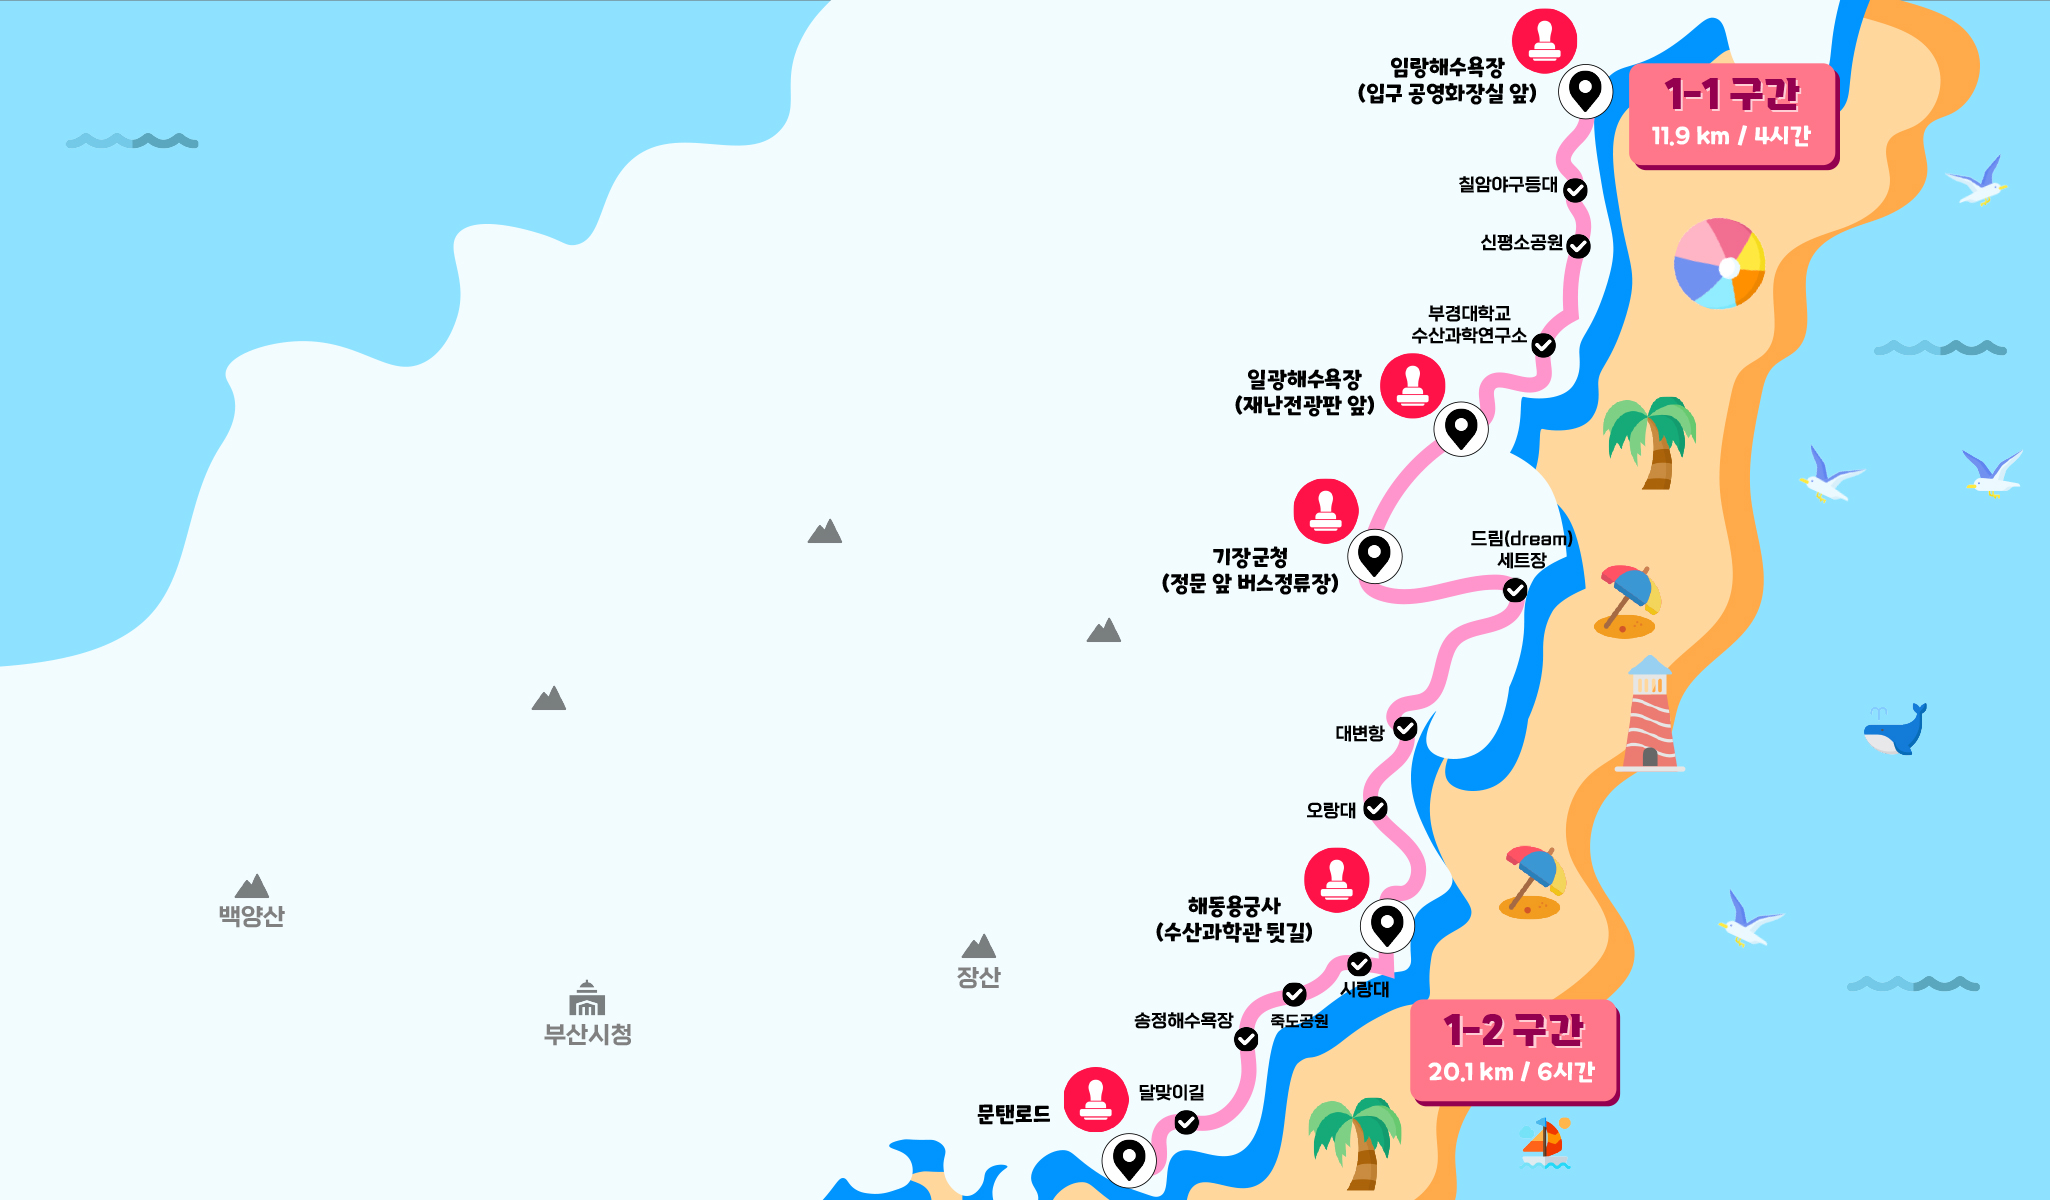 임랑해수욕장
(입구 공영화장실 앞)
1-1 구간
11.9 km / 4시간
칠암야구등대
신평소공원
부경대학교
수산과학연구소
일광해수욕장
(재난전광판 앞)
드림(dream)
세트장
기장군청
(정문 앞 버스정류장)
대변항
오랑대
해동용궁사
(수산과학관 뒷길)
백양산
장산
시랑대
부산시청
송정해수욕장
죽도공원
1-2 구간
20.1 km / 6시간
달맞이길
문탠로드